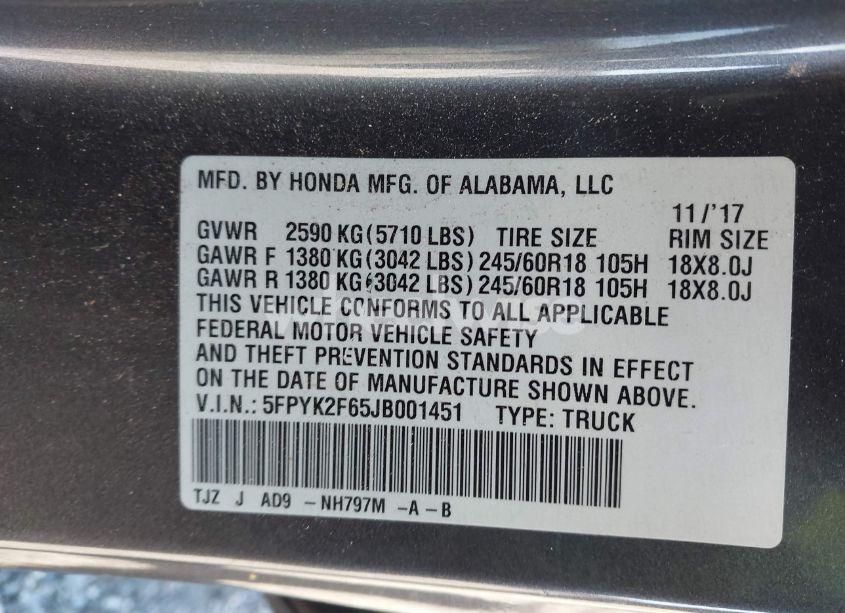 MFD. BY HONDA MFG. OF ALABAMA, LLC
11/'17
GVWR 2590 KG(5710 LBS) TIRE SIZE RIM SIZE
GAWR F 1380 KG(3042 LBS) 245/60R18 105H 18X8.0J
GAWR R 1380 KG(3042 LBS) 245/60R18 105H 18X8.0J
THIS VEHICLE CONFORMS TO ALL APPLICABLE
FEDERAL MOTOR VEHICLE SAFETY
AND THEFT PREVENTION STANDARDS IN EFFECT
ON THE DATE OF MANUFACTURE SHOWN ABOVE.
V.I.N.: 5FPYK2F65JB001451 TYPE: TRUCK
TJZ J AD9 -NH797M -A-B